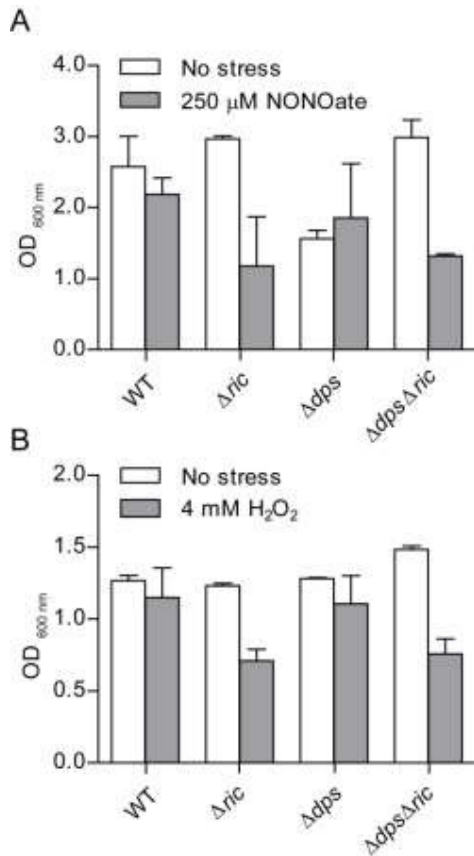 A
No stress
250 μM NONOate
4.0
3.0
2.0
1.0
0.0
OD 600 nm
WT
Δric
Δdps
ΔdpsΔric
B
No stress
4 mM H₂O₂
2.0
1.5
1.0
0.5
0.0
OD 600 nm
WT
Δric
Δdps
ΔdpsΔric